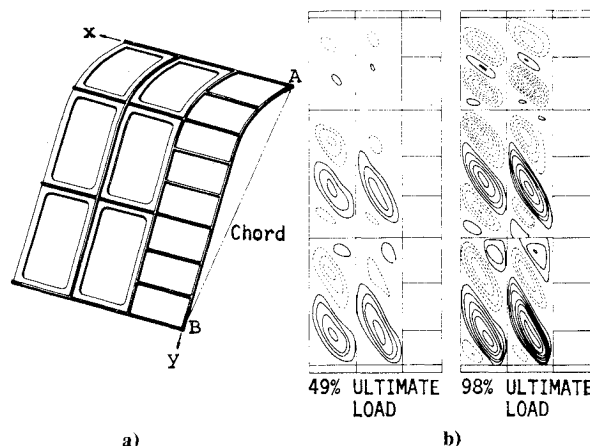 x
A
Chord
B
y
49% ULTIMATE
LOAD
98% ULTIMATE
LOAD
a)
b)